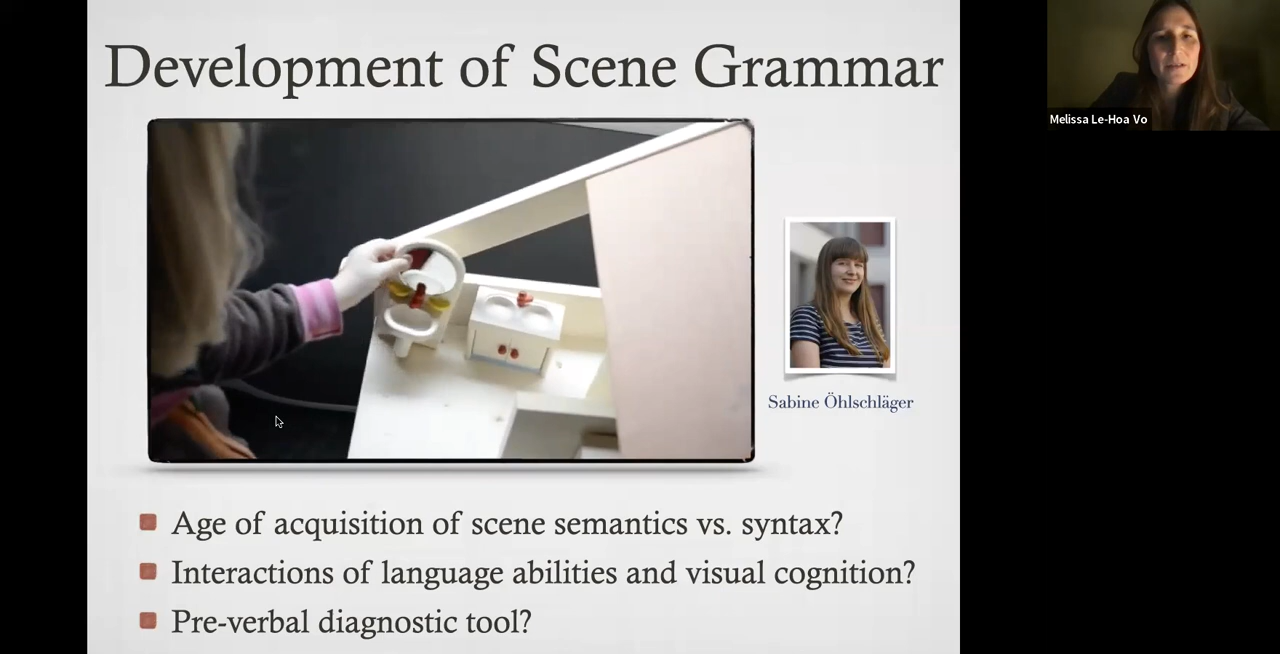 Development of Scene Grammar
Melissa Le-Hoa Vo
Sabine Öhlschläger
Age of acquisition of scene semantics vs. syntax?
Interactions of language abilities and visual cognition?
Pre-verbal diagnostic tool?